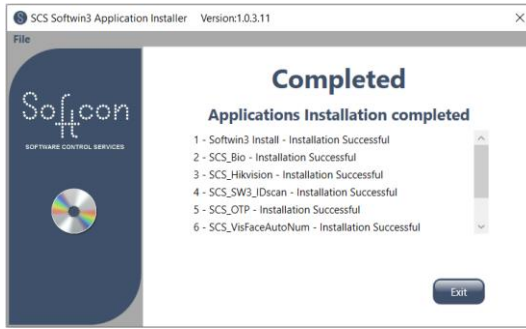 SCS Softwin3 Application Installer Version:1.0.3.11
File
Softcon
SOFTWARE CONTROL SERVICES
Completed
Applications Installation completed
1 - Softwin3 Install - Installation Successful
2 - SCS_Bio - Installation Successful
3 - SCS_Hikvision - Installation Successful
4 - SCS_SW3_IDscan - Installation Successful
5 - SCS_OTP - Installation Successful
6 - SCS_VisFaceAutoNum - Installation Successful
Exit